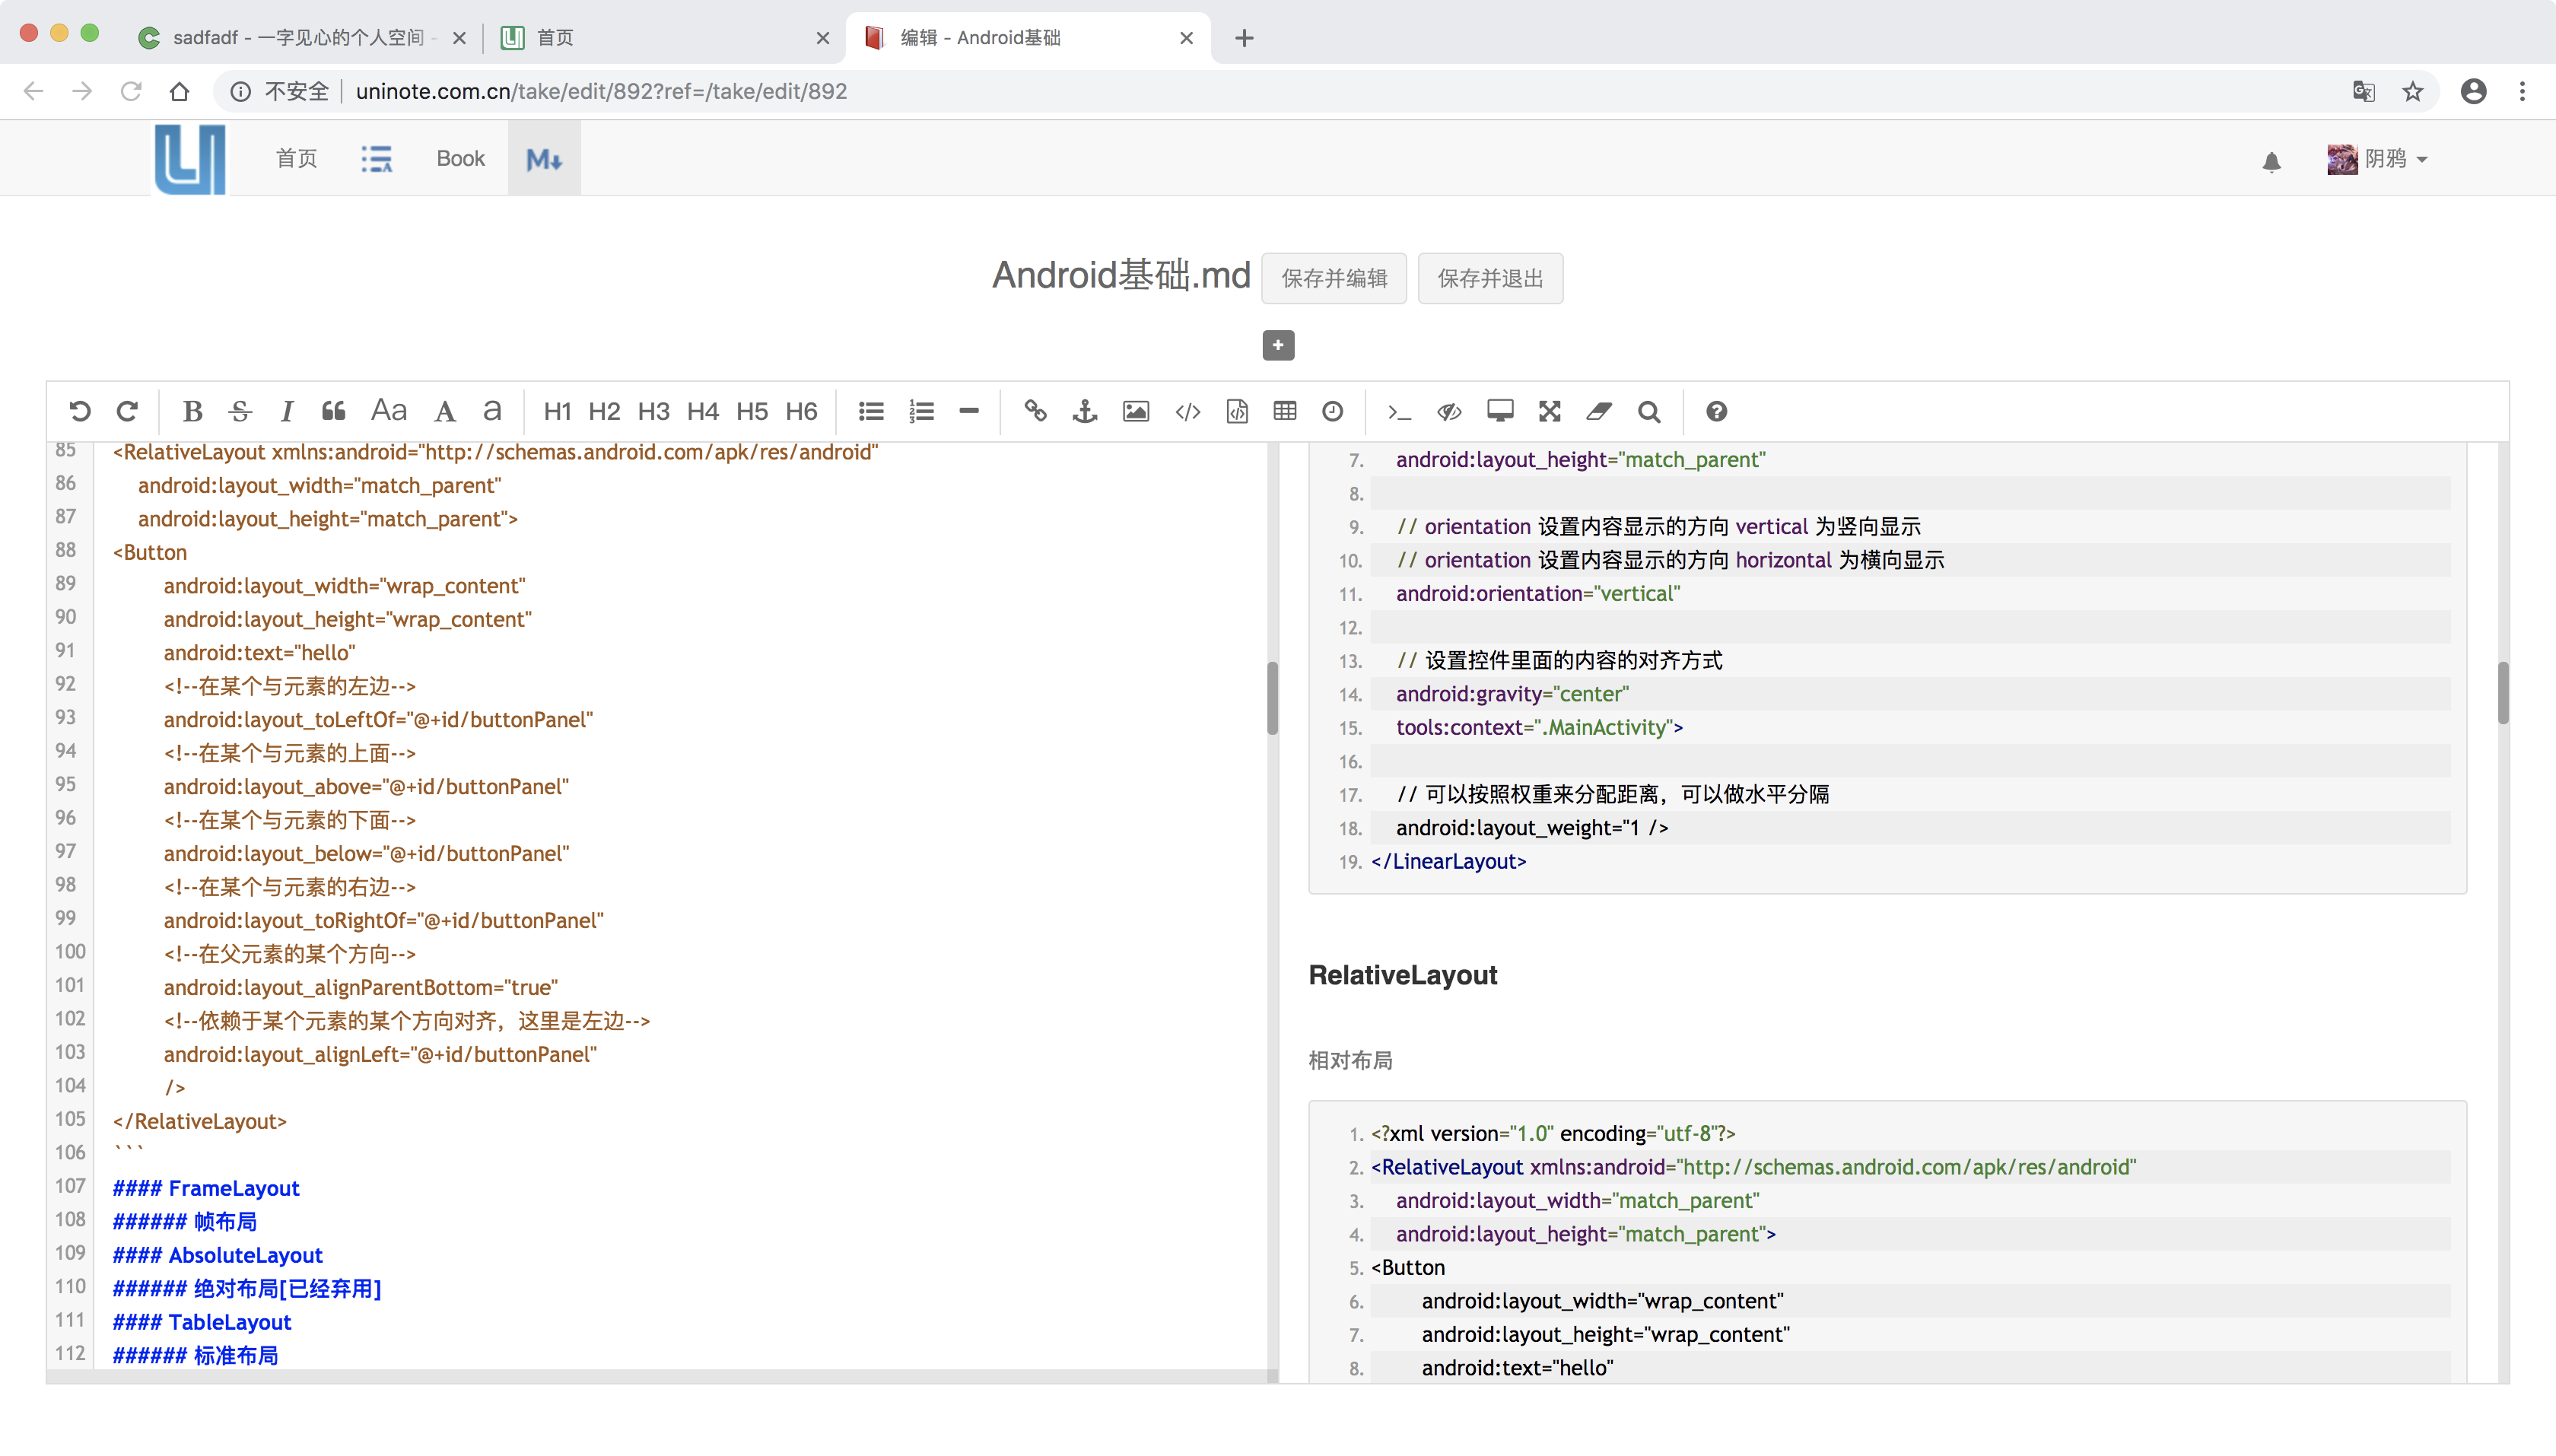 sadfadf - 一字见心的个人空间 -
首页
编辑 - Android基础
不安全
uninote.com.cn/take/edit/892?ref=/take/edit/892
首页
Book
M
阴鸦
Android基础.md
保存并编辑
保存并退出
B S I Aa A a H1 H2 H3 H4 H5 H6
85 <RelativeLayout xmlns:android="http://schemas.android.com/apk/res/android"
86 android:layout_width="match_parent"
87 android:layout_height="match_parent">
88 <Button
89 android:layout_width="wrap_content"
90 android:layout_height="wrap_content"
91 android:text="hello"
92 <!--在某个与元素的左边-->
93 android:layout_toLeftOf="@+id/buttonPanel"
94 <!--在某个与元素的上面-->
95 android:layout_above="@+id/buttonPanel"
96 <!--在某个与元素的下面-->
97 android:layout_below="@+id/buttonPanel"
98 <!--在某个与元素的右边-->
99 android:layout_toRightOf="@+id/buttonPanel"
100 <!--在父元素的某个方向-->
101 android:layout_alignParentBottom="true"
102 <!--依赖于某个元素的某个方向对齐，这里是左边-->
103 android:layout_alignLeft="@+id/buttonPanel"
104 />
105 </RelativeLayout>
106 ```
107 #### FrameLayout
108 ###### 帧布局
109 #### AbsoluteLayout
110 ###### 绝对布局[已经弃用]
111 #### TableLayout
112 ###### 标准布局
7. android:layout_height="match_parent"
8.
9. // orientation 设置内容显示的方向 vertical 为竖向显示
10. // orientation 设置内容显示的方向 horizontal 为横向显示
11. android:orientation="vertical"
12.
13. // 设置控件里面的内容的对齐方式
14. android:gravity="center"
15. tools:context=".MainActivity">
16.
17. // 可以按照权重来分配距离，可以做水平分隔
18. android:layout_weight="1 />
19. </LinearLayout>
RelativeLayout
相对布局
1. <?xml version="1.0" encoding="utf-8"?>
2. <RelativeLayout xmlns:android="http://schemas.android.com/apk/res/android"
3. android:layout_width="match_parent"
4. android:layout_height="match_parent">
5. <Button
6. android:layout_width="wrap_content"
7. android:layout_height="wrap_content"
8. android:text="hello"